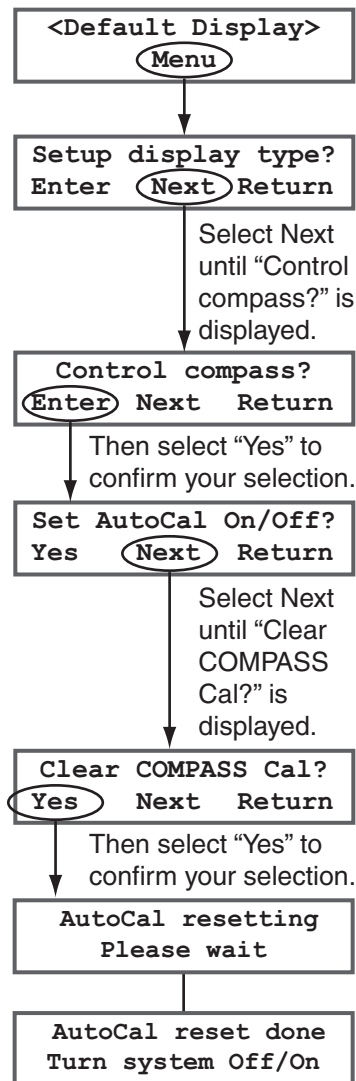 <Default Display>
Menu
Setup display type?
Enter Next Return
Select Next
until “Control
compass?” is
displayed.
Control compass?
Enter Next Return
Then select “Yes” to
confirm your selection.
Set AutoCal On/Off?
Yes Next Return
Select Next
until “Clear
COMPASS
Cal?” is
displayed.
Clear COMPASS Cal?
Yes Next Return
Then select “Yes” to
confirm your selection.
AutoCal resetting
Please wait
AutoCal reset done
Turn system Off/On